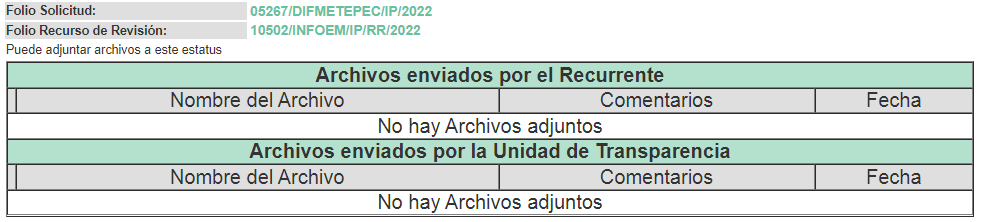 Folio Solicitud: 05267/DIFMETEPEC/IP/2022
Folio Recurso de Revisión: 10502/INFOEM/IP/RR/2022
Puede adjuntar archivos a este estatus
Archivos enviados por el Recurrente
Nombre del Archivo Comentarios Fecha
No hay Archivos adjuntos
Archivos enviados por la Unidad de Transparencia
Nombre del Archivo Comentarios Fecha
No hay Archivos adjuntos